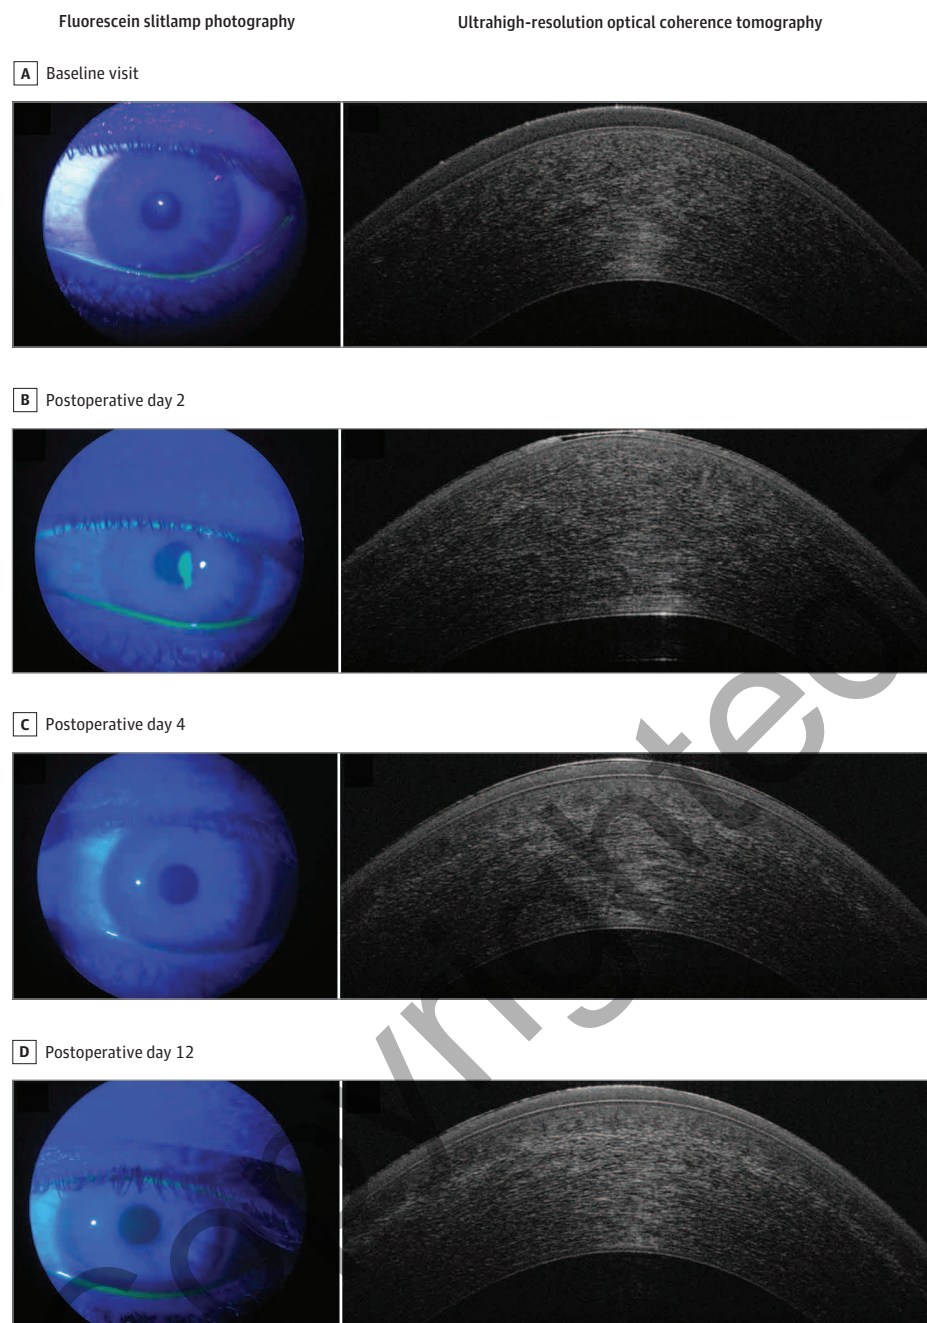 Fluorescein slitlamp photography
Ultrahigh-resolution optical coherence tomography
A Baseline visit
B Postoperative day 2
C Postoperative day 4
D Postoperative day 12
copyrighted